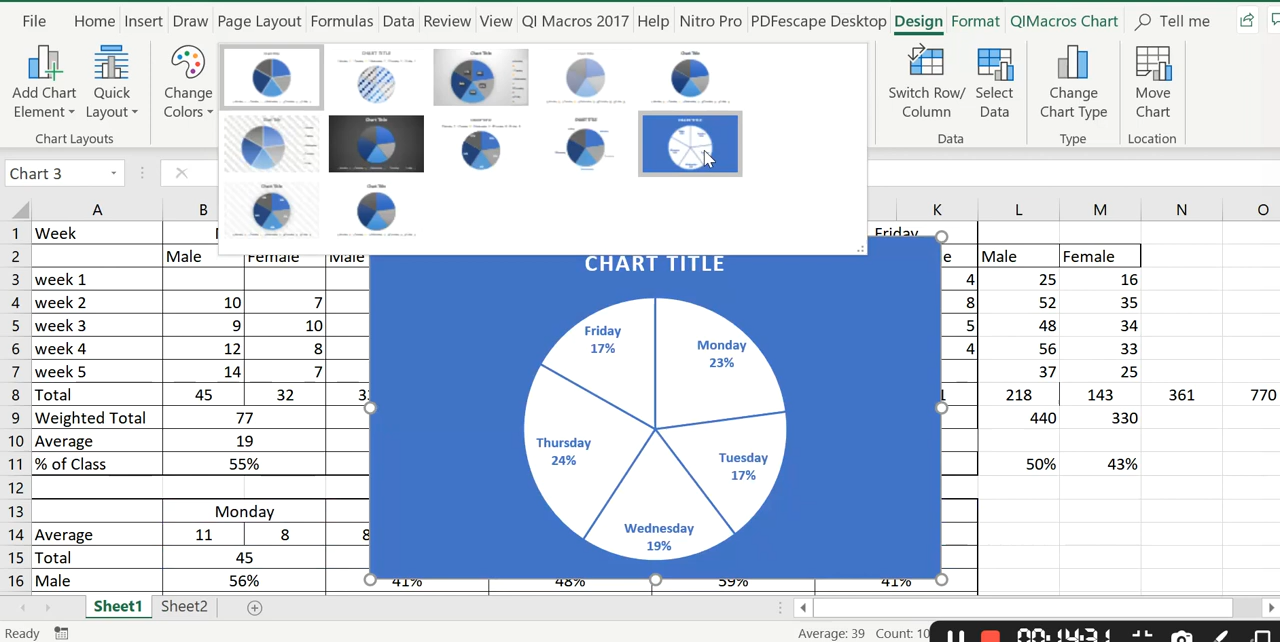 File Home Insert Draw Page Layout Formulas Data Review View QI Macros 2017 Help Nitro Pro PDFescape Desktop Design Format QIMacros Chart Tell me
Add Chart Element Quick Layout Change Colors Switch Row/ Column Select Data Change Chart Type Move Chart
Chart Layouts Data Type Location
Chart 3
A B K L M N O
1 Week Friday
2 Male Female Male e Male Female
3 week 1 4 25 16
4 week 2 10 7 8 52 35
5 week 3 9 10 5 48 34
6 week 4 12 8 4 56 33
7 week 5 14 7 37 25
8 Total 45 32 218 143 361 770
9 Weighted Total 77 440 330
10 Average 19
11 % of Class 55% 50% 43%
12
13 Monday
14 Average 11 8 8
15 Total 45
16 Male 56% 41% 48% 59% 41%
CHART TITLE
Friday
17%
Monday
23%
Thursday
24%
Tuesday
17%
Wednesday
19%
Sheet1 Sheet2
Ready Average: 39 Count: 10
00:14:31